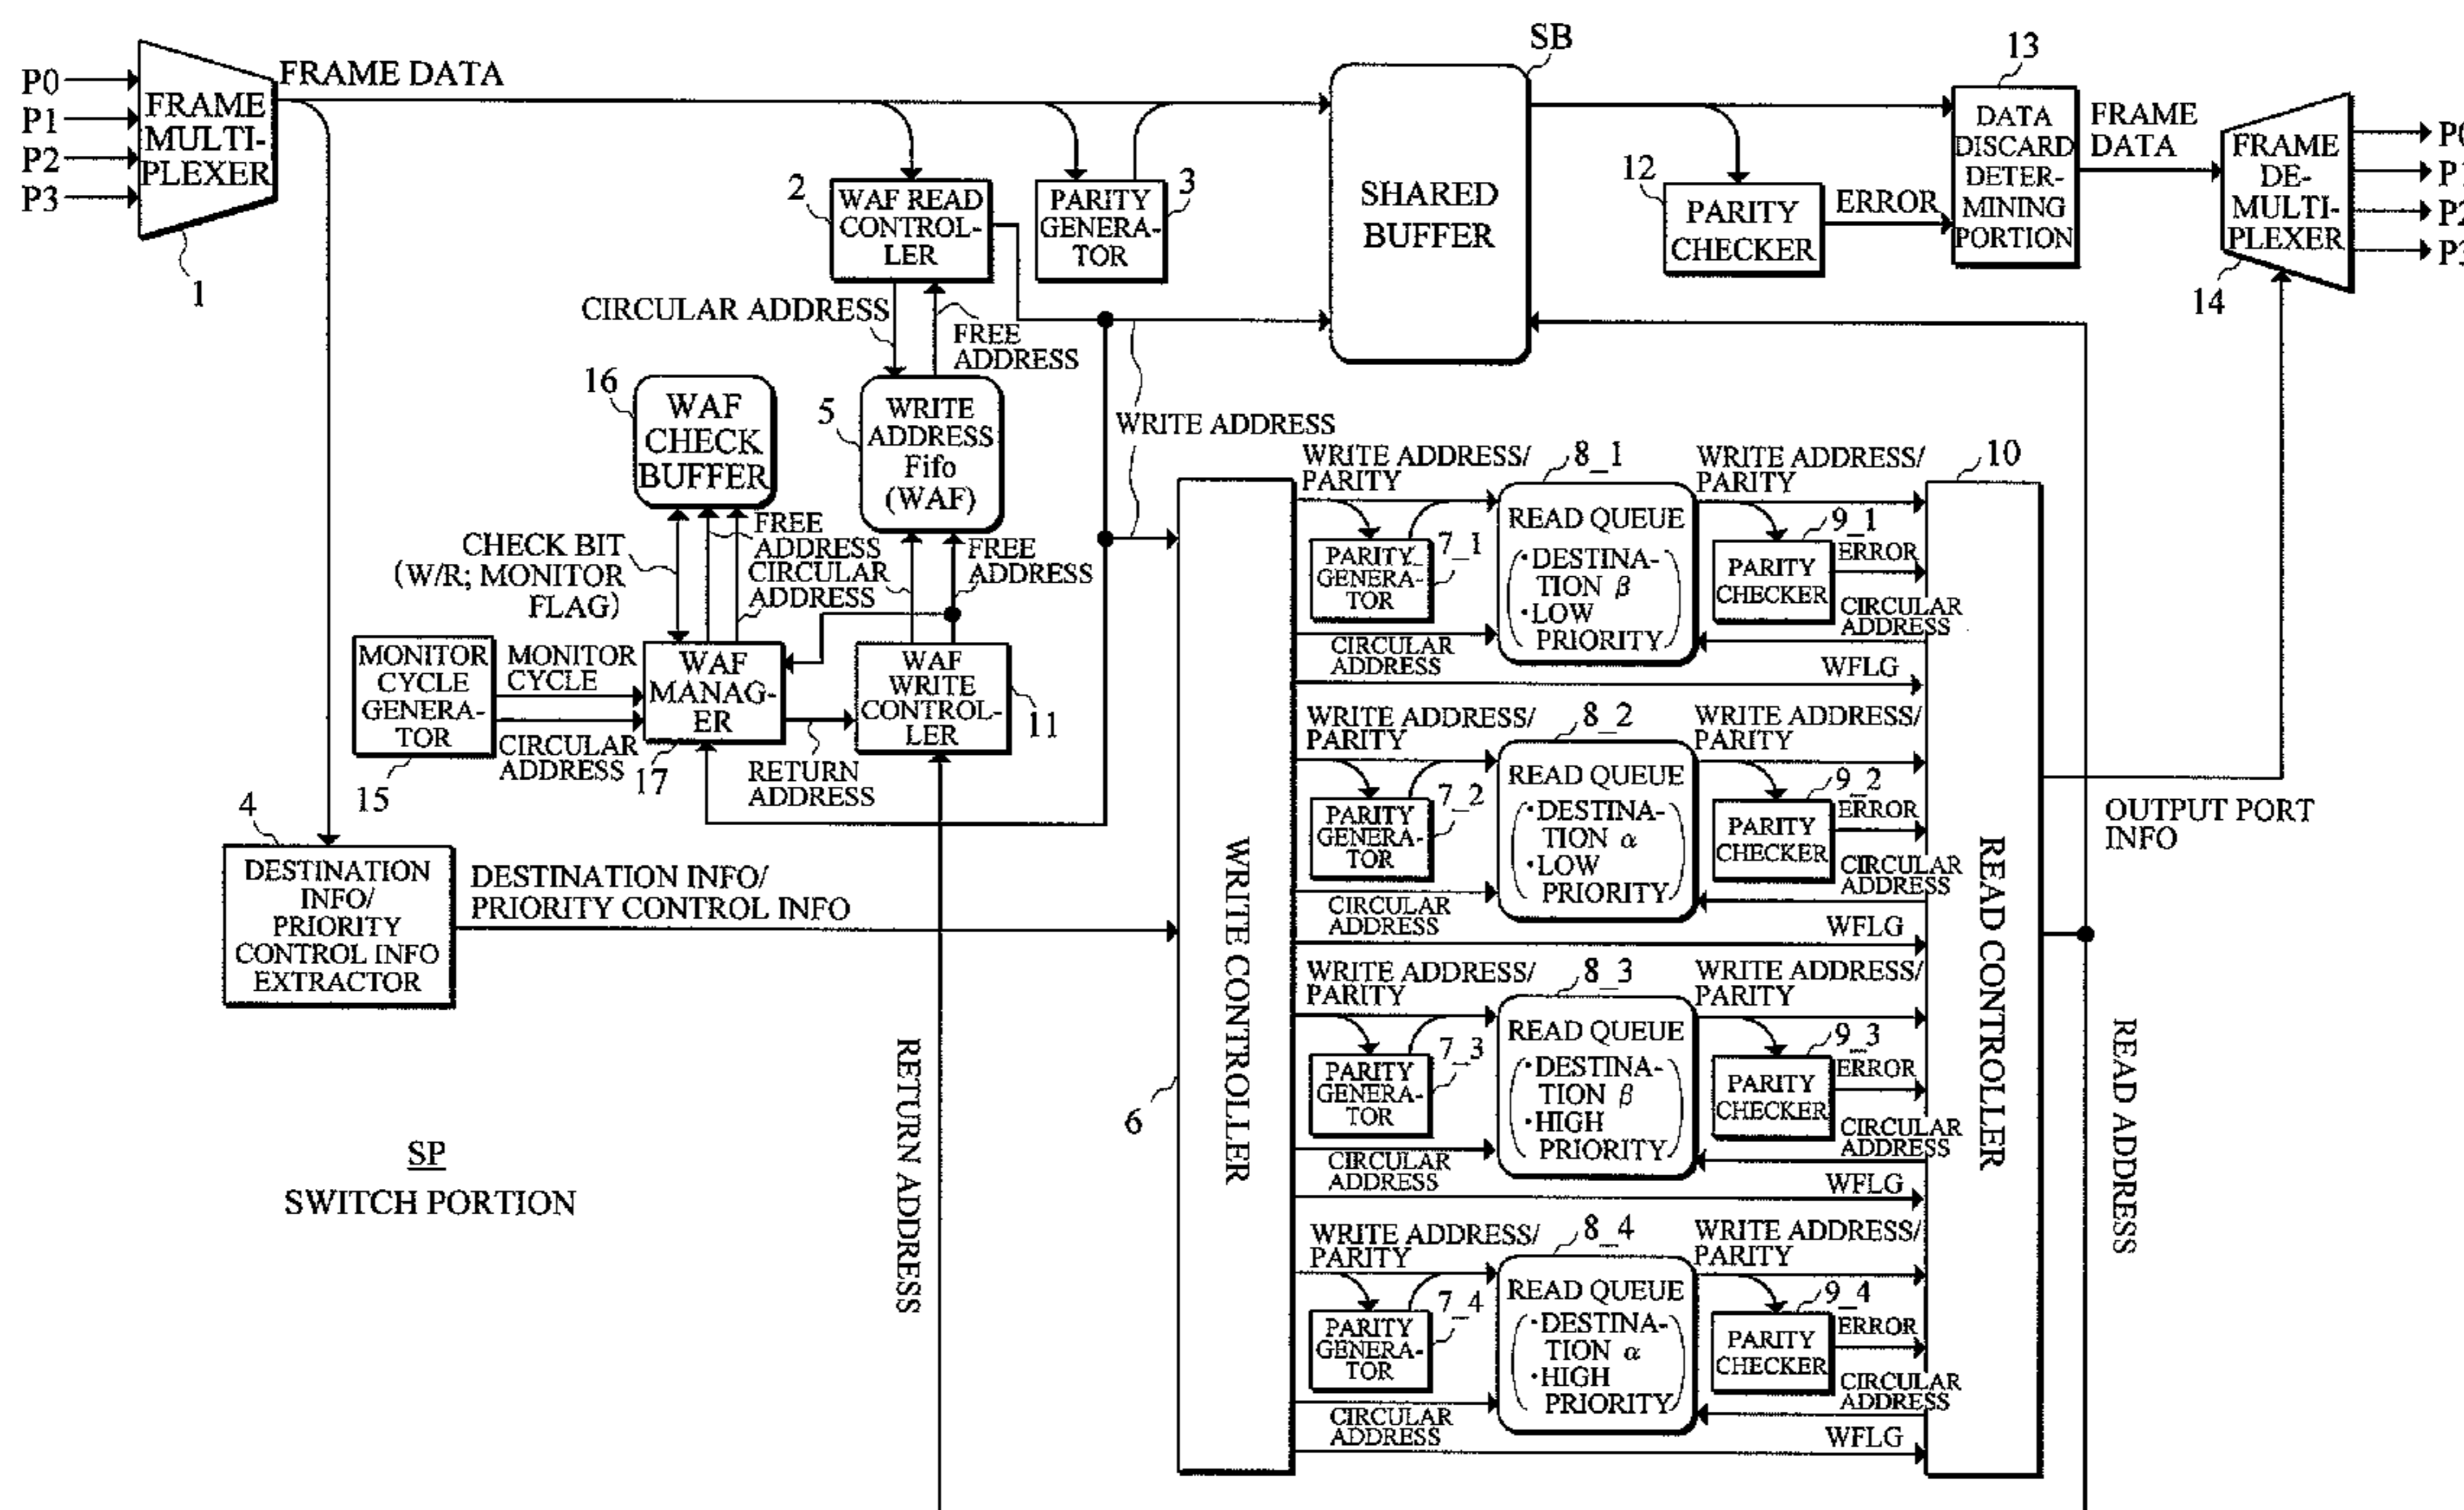 P0
P1
P2
P3
FRAME
MULTI-
PLEXER
1
FRAME DATA
2
WAF READ
CONTROL-
LER
PARITY
GENERA-
TOR
3
SB
SHARED
BUFFER
12
PARITY
CHECKER
ERROR
13
DATA
DISCARD
DETER-
MINING
PORTION
FRAME
DATA
FRAME
DE-
MULTI-
PLEXER
14
CIRCULAR ADDRESS
FREE
ADDRESS
16
WAF
CHECK
BUFFER
5
WRITE
ADDRESS
Fifo
(WAF)
WRITE ADDRESS
CHECK BIT
(W/R; MONITOR
FLAG)
FREE
ADDRESS
CIRCULAR
ADDRESS
FREE
ADDRESS
MONITOR
CYCLE
GENERA-
TOR
15
MONITOR
CYCLE
CIRCULAR
ADDRESS
WAF
MANAG-
ER
17
RETURN
ADDRESS
WAF
WRITE
CONTROL-
LER
11
4
DESTINATION
INFO/
PRIORITY
CONTROL INFO
EXTRACTOR
DESTINATION INFO/
PRIORITY CONTROL INFO
RETURN ADDRESS
WRITE CONTROLLER
6
SP
SWITCH PORTION
WRITE ADDRESS/
PARITY
PARITY
GENERA-
TOR
7_1
CIRCULAR
ADDRESS
8_1
READ QUEUE
・DESTINA-
TION β
・LOW
PRIORITY
WRITE ADDRESS/
PARITY
9_1
PARITY
CHECKER
ERROR
CIRCULAR
ADDRESS
WFLG
WRITE ADDRESS/
PARITY
PARITY
GENERA-
TOR
7_2
CIRCULAR
ADDRESS
8_2
READ QUEUE
・DESTINA-
TION α
・LOW
PRIORITY
WRITE ADDRESS/
PARITY
9_2
PARITY
CHECKER
ERROR
CIRCULAR
ADDRESS
WFLG
WRITE ADDRESS/
PARITY
PARITY
GENERA-
TOR
7_3
CIRCULAR
ADDRESS
8_3
READ QUEUE
・DESTINA-
TION β
・HIGH
PRIORITY
WRITE ADDRESS/
PARITY
9_3
PARITY
CHECKER
ERROR
CIRCULAR
ADDRESS
WFLG
WRITE ADDRESS/
PARITY
PARITY
GENERA-
TOR
7_4
CIRCULAR
ADDRESS
8_4
READ QUEUE
・DESTINA-
TION α
・HIGH
PRIORITY
WRITE ADDRESS/
PARITY
9_4
PARITY
CHECKER
ERROR
CIRCULAR
ADDRESS
WFLG
10
READ CONTROLLER
OUTPUT PORT
INFO
READ ADDRESS